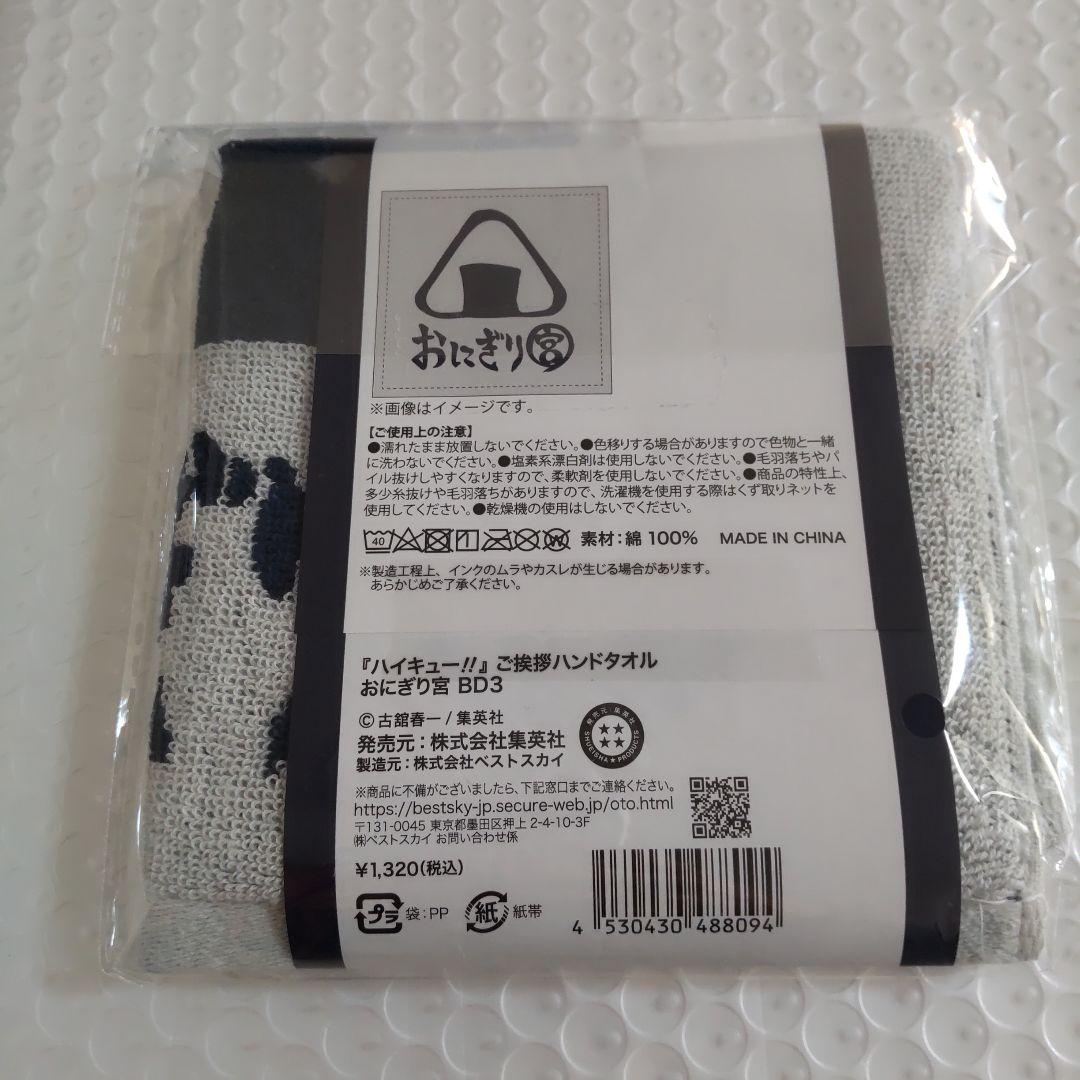 おにぎり宮
※画像はイメージです。
【ご使用上の注意】
●濡れたまま放置しないでください。●色移りする場合がありますので色物と一緒
に洗わないでください。●塩素系漂白剤は使用しないでください。●毛羽落ちやパ
イル抜けしやすくなりますので、柔軟剤を使用しないでください。●商品の特性上、
多少糸抜けや毛羽落ちがありますので、洗濯機を使用する際はくず取りネットを
使用してください。●乾燥機の使用はしないでください。
40 W 素材：綿 100% MADE IN CHINA
※製造工程上、インクのムラやカスレが生じる場合があります。
あらかじめご了承ください。
『ハイキュー!!』ご挨拶ハンドタオル
おにぎり宮 BD3
©古舘春一/集英社
発売元：株式会社集英社
製造元：株式会社ベストスカイ
発売元：集英社
SHUEISHA★PRODUCTS
※商品に不備がございましたら、下記窓口までご連絡ください。
https://bestsky-jp.secure-web.jp/oto.html
〒131-0045 東京都墨田区押上 2-4-10-3F
㈱ベストスカイ お問い合わせ係
¥1,320(税込)
プラ 袋：PP 紙 紙帯
4 530430 488094